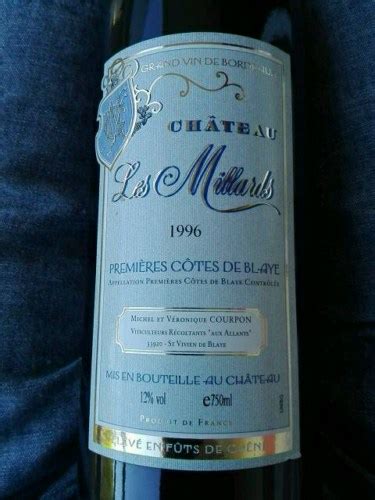 GRAND VIN DE BORDEAUX
CHÂTEAU
Les Millards
1996
PREMIÈRES CÔTES DE BLAYE
APPELLATION PREMIÈRES CÔTES DE BLAYE CONTRÔLÉE
MICHEL ET VÉRONIQUE COURPON
VITICULTEURS RÉCOLTANTS "AUX ALLANTS"
33920 - ST VIVIEN DE BLAYE
MIS EN BOUTEILLE AU CHÂTEAU
12% vol e750ml
PRODUIT DE FRANCE
ÉLEVÉ EN FÛTS DE CHÊNE